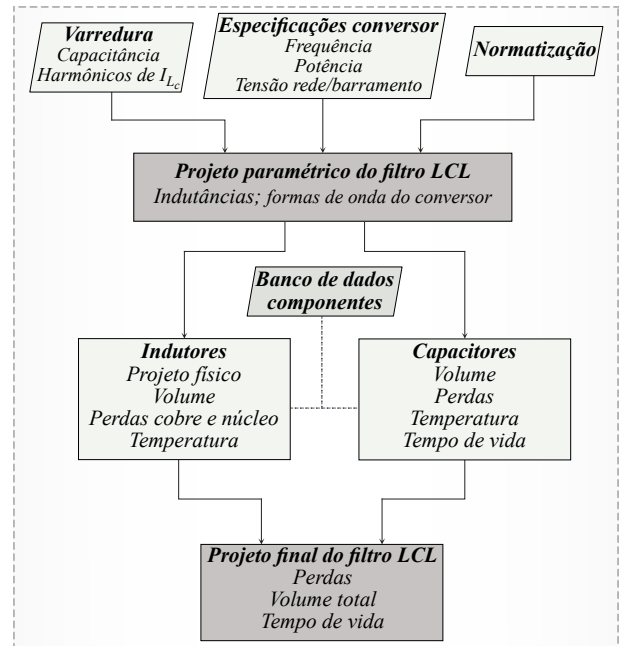 Varredura
Capacitância
Harmônicos de I_{L_c}
Especificações conversor
Frequência
Potência
Tensão rede/barramento
Normatização
Projeto paramétrico do filtro LCL
Indutâncias; formas de onda do conversor
Banco de dados
componentes
Indutores
Projeto físico
Volume
Perdas cobre e núcleo
Temperatura
Capacitores
Volume
Perdas
Temperatura
Tempo de vida
Projeto final do filtro LCL
Perdas
Volume total
Tempo de vida